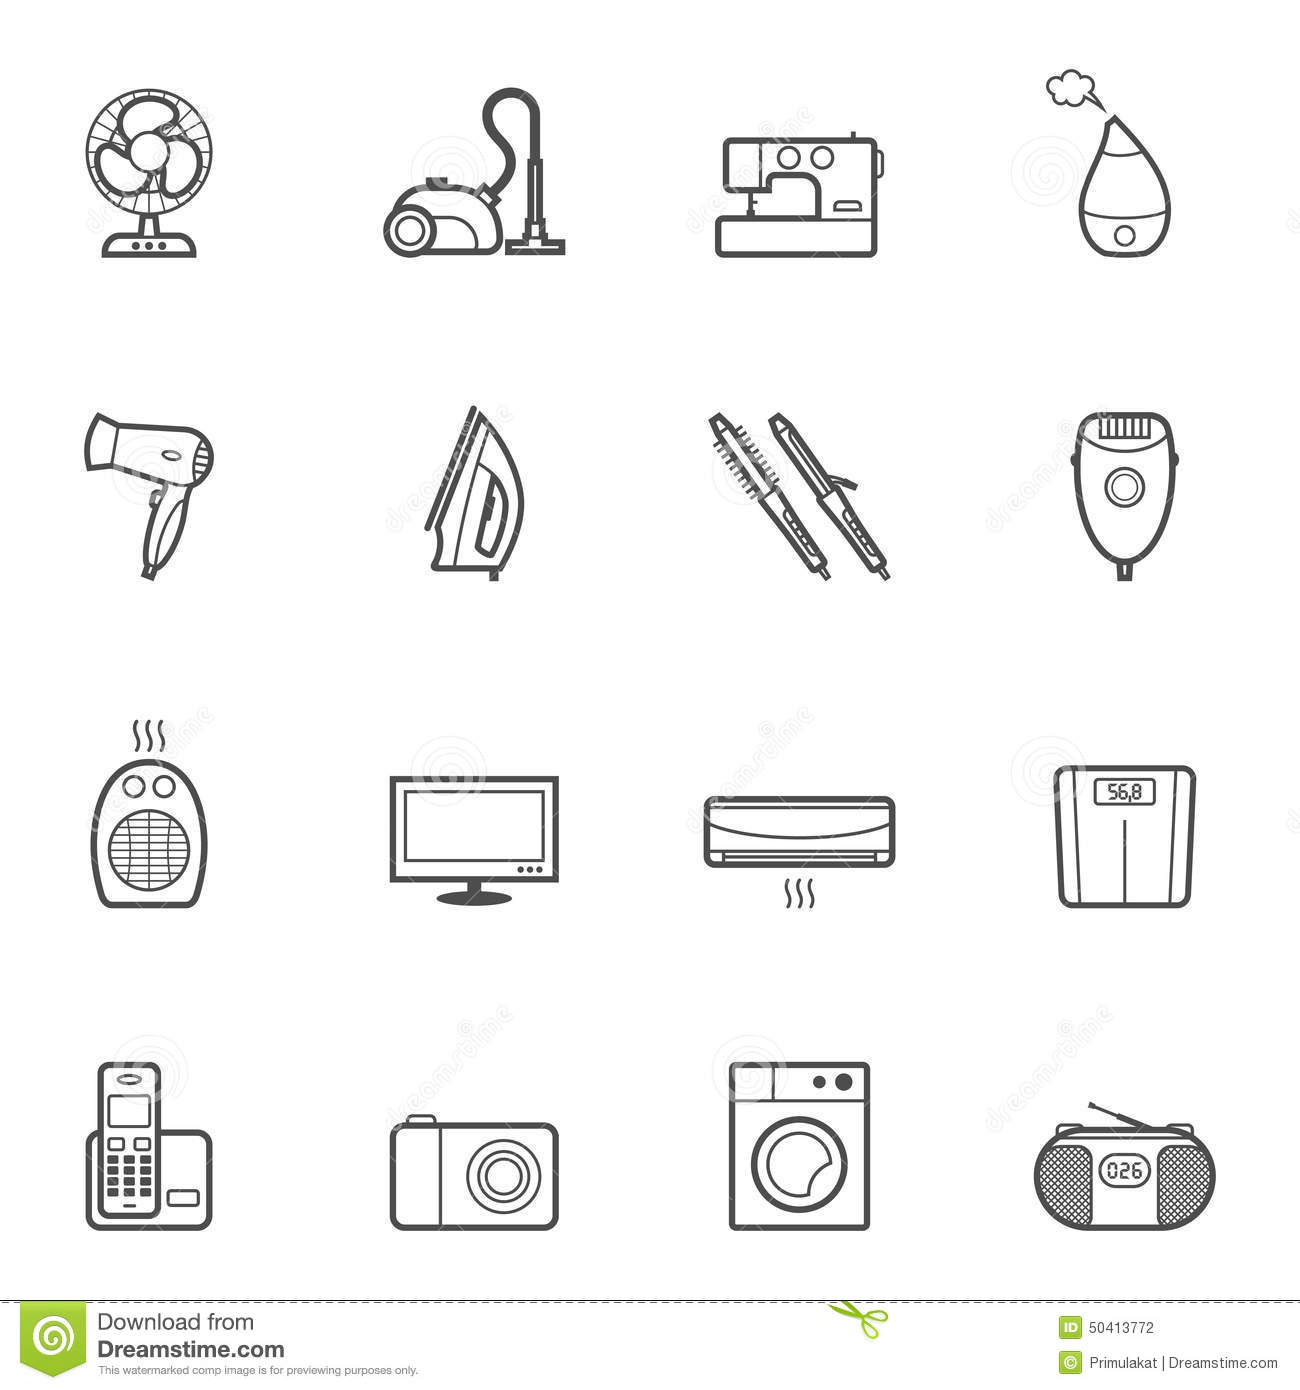 56,8
026
Download from
Dreamstime.com
This watermarked comp image is for previewing purposes only.
ID 50413772
© Primulakat | Dreamstime.com